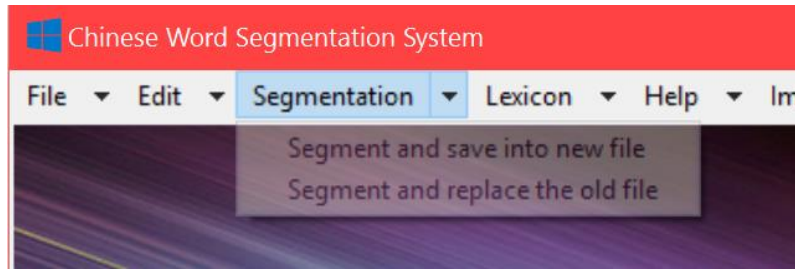 Chinese Word Segmentation System
File Edit Segmentation Lexicon Help
Segment and save into new file
Segment and replace the old file